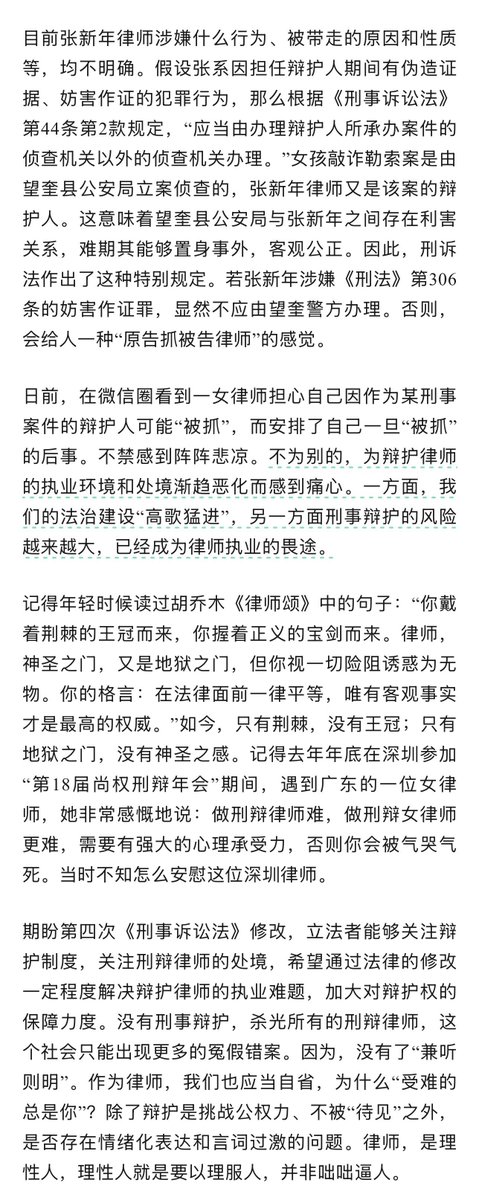 目前张新年律师涉嫌什么行为、被带走的原因和性质
等，均不明确。假设张系因担任辩护人期间有伪造证
据、妨害作证的犯罪行为，那么根据《刑事诉讼法》
第44条第2款规定，“应当由办理辩护人所承办案件的
侦查机关以外的侦查机关办理。”女孩敲诈勒索案是由
望奎县公安局立案侦查的，张新年律师又是该案的辩
护人。这意味着望奎县公安局与张新年之间存在利害
关系，难期其能够置身事外，客观公正。因此，刑诉
法作出了这种特别规定。若张新年涉嫌《刑法》第306
条的妨害作证罪，显然不应由望奎警方办理。否则，
会给人一种“原告抓被告律师”的感觉。
日前，在微信圈看到一女律师担心自己因作为某刑事
案件的辩护人可能“被抓”，而安排了自己一旦“被抓”
的后事。不禁感到阵阵悲凉。不为别的，为辩护律师
的执业环境和处境渐趋恶化而感到痛心。一方面，我
们的法治建设“高歌猛进”，另一方面刑事辩护的风险
越来越大，已经成为律师执业的畏途。
记得年轻时候读过胡乔木《律师颂》中的句子：“你戴
着荆棘的王冠而来，你握着正义的宝剑而来。律师，
神圣之门，又是地狱之门，但你视一切险阻诱惑为无
物。你的格言：在法律面前一律平等，唯有客观事实
才是最高的权威。”如今，只有荆棘，没有王冠；只有
地狱之门，没有神圣之感。记得去年年底在深圳参加
“第18届尚权刑辩年会”期间，遇到广东的一位女律
师，她非常感慨地说：做刑辩律师难，做刑辩女律师
更难，需要有强大的心理承受力，否则你会被气哭气
死。当时不知怎么安慰这位深圳律师。
期盼第四次《刑事诉讼法》修改，立法者能够关注辩
护制度，关注刑辩律师的处境，希望通过法律的修改
一定程度解决辩护律师的执业难题，加大对辩护权的
保障力度。没有刑事辩护，杀光所有的刑辩律师，这
个社会只能出现更多的冤假错案。因为，没有了“兼听
则明”。作为律师，我们也应当自省，为什么“受难的
总是你”？除了辩护是挑战公权力、不被“待见”之外，
是否存在情绪化表达和言词过激的问题。律师，是理
性人，理性人就是要以理服人，并非咄咄逼人。